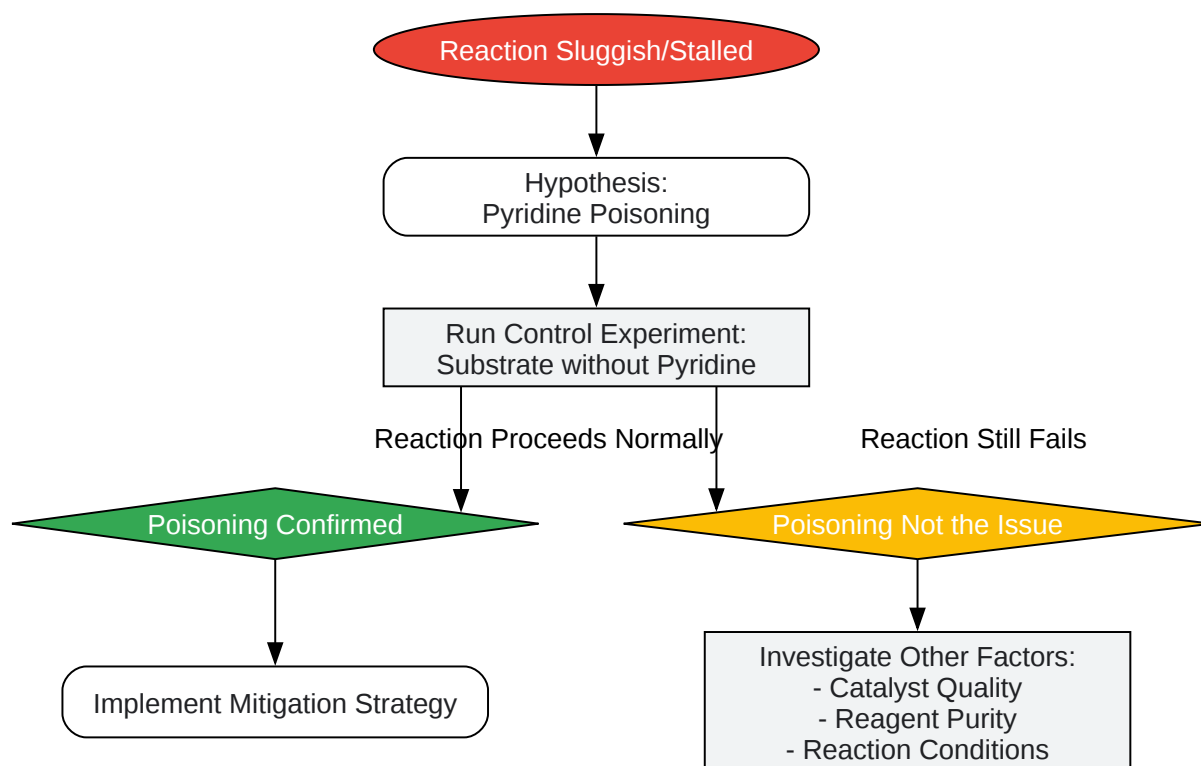 Reaction Sluggish/Stalled
Hypothesis:
Pyridine Poisoning
Run Control Experiment:
Substrate without Pyridine
Reaction Proceeds Normally
Reaction Still Fails
Poisoning Confirmed
Poisoning Not the Issue
Implement Mitigation Strategy
Investigate Other Factors:
- Catalyst Quality
- Reagent Purity
- Reaction Conditions